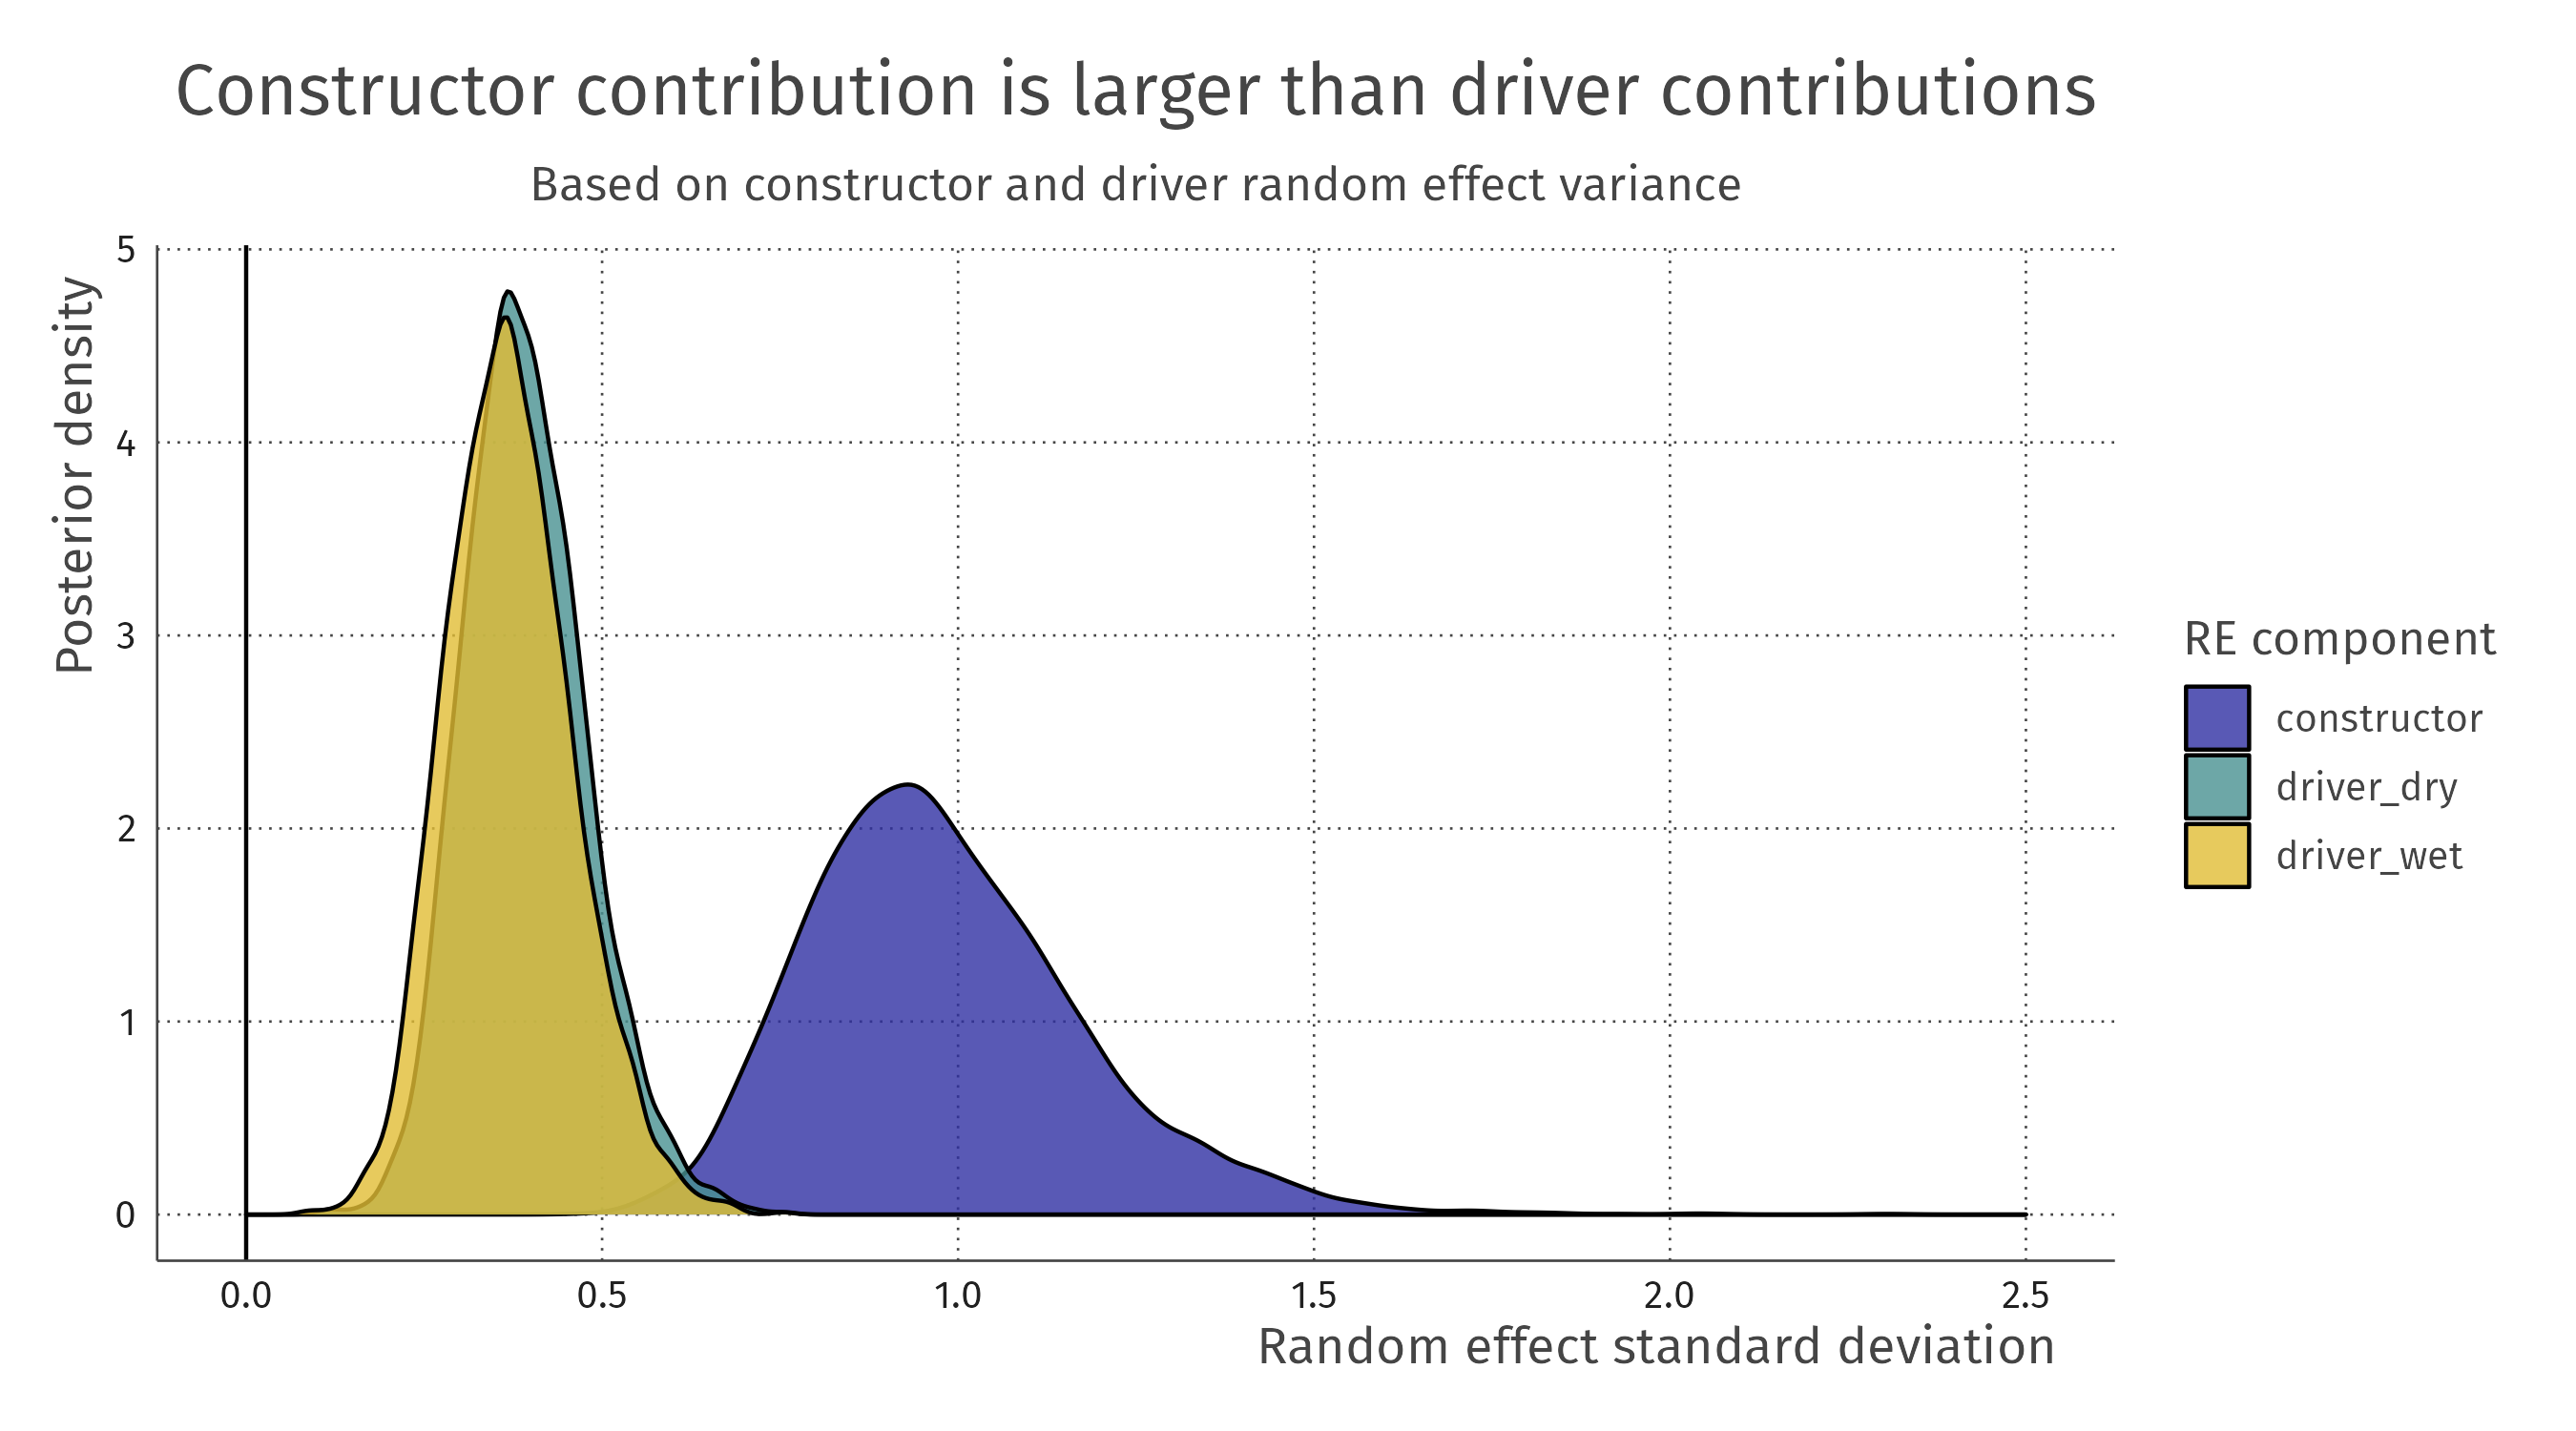 Constructor contribution is larger than driver contributions
Based on constructor and driver random effect variance
Posterior density
5
4
3
2
1
0
0.0 0.5 1.0 1.5 2.0 2.5
Random effect standard deviation
RE component
constructor
driver_dry
driver_wet